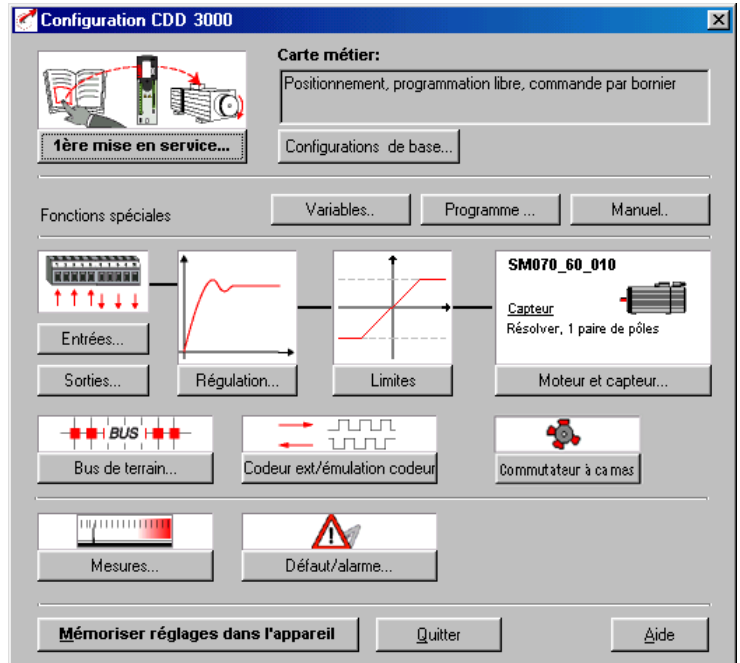 Configuration CDD 3000
Carte métier:
Positionnement, programmation libre, commande par bornier
1ère mise en service...
Configurations de base...
Fonctions spéciales
Variables..
Programme ...
Manuel..
SM070_60_010
Capteur
Résolver, 1 paire de pôles
Entrées...
Sorties...
Régulation...
Limites
Moteur et capteur...
BUS
Bus de terrain...
Codeur ext/émulation codeur
Commutateur à cames
Mesures...
Défaut/alarme...
Mémoriser réglages dans l'appareil
Quitter
Aide